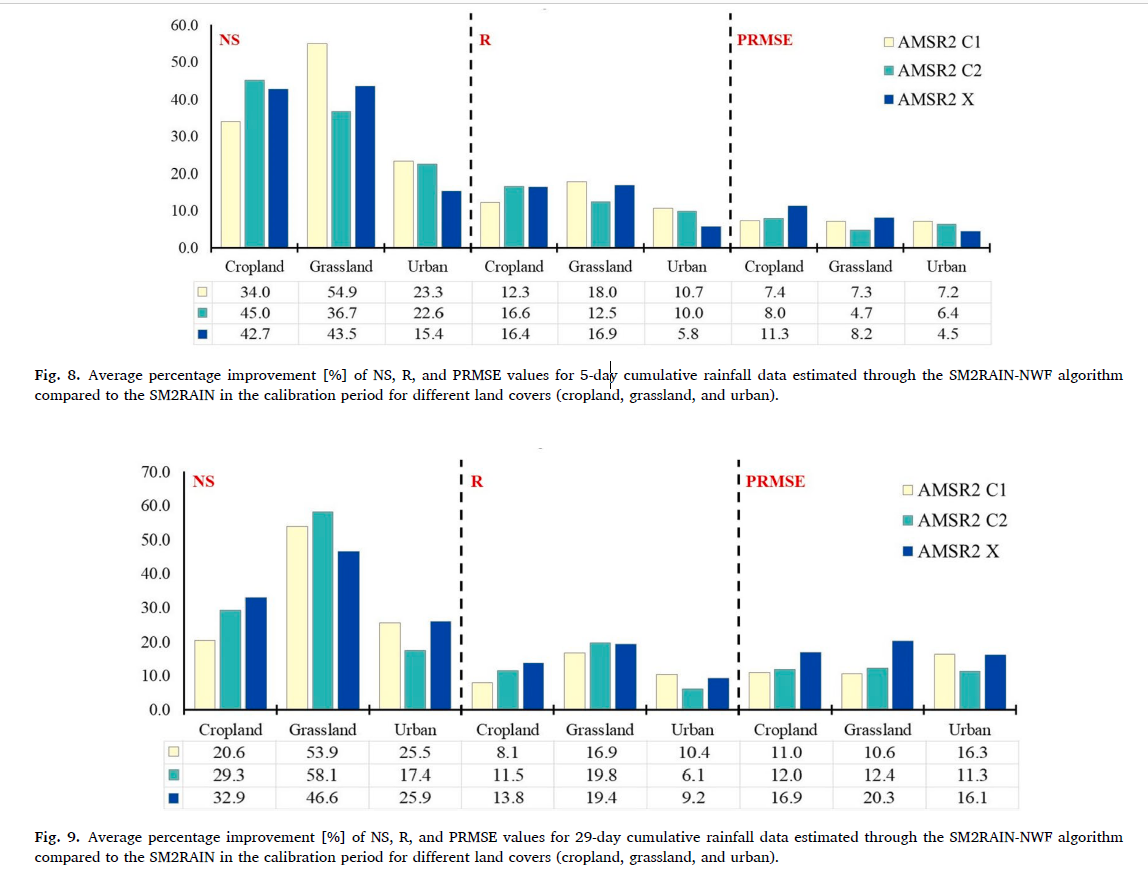 60.0
50.0
40.0
30.0
20.0
10.0
0.0
NS
R
PRMSE
AMSR2 C1
AMSR2 C2
AMSR2 X
Cropland Grassland Urban Cropland Grassland Urban Cropland Grassland Urban
34.0 54.9 23.3 12.3 18.0 10.7 7.4 7.3 7.2
45.0 36.7 22.6 16.6 12.5 10.0 8.0 4.7 6.4
42.7 43.5 15.4 16.4 16.9 5.8 11.3 8.2 4.5
Fig. 8. Average percentage improvement [%] of NS, R, and PRMSE values for 5-day cumulative rainfall data estimated through the SM2RAIN-NWF algorithm
compared to the SM2RAIN in the calibration period for different land covers (cropland, grassland, and urban).
70.0
60.0
50.0
40.0
30.0
20.0
10.0
0.0
NS
R
PRMSE
AMSR2 C1
AMSR2 C2
AMSR2 X
Cropland Grassland Urban Cropland Grassland Urban Cropland Grassland Urban
20.6 53.9 25.5 8.1 16.9 10.4 11.0 10.6 16.3
29.3 58.1 17.4 11.5 19.8 6.1 12.0 12.4 11.3
32.9 46.6 25.9 13.8 19.4 9.2 16.9 20.3 16.1
Fig. 9. Average percentage improvement [%] of NS, R, and PRMSE values for 29-day cumulative rainfall data estimated through the SM2RAIN-NWF algorithm
compared to the SM2RAIN in the calibration period for different land covers (cropland, grassland, and urban).